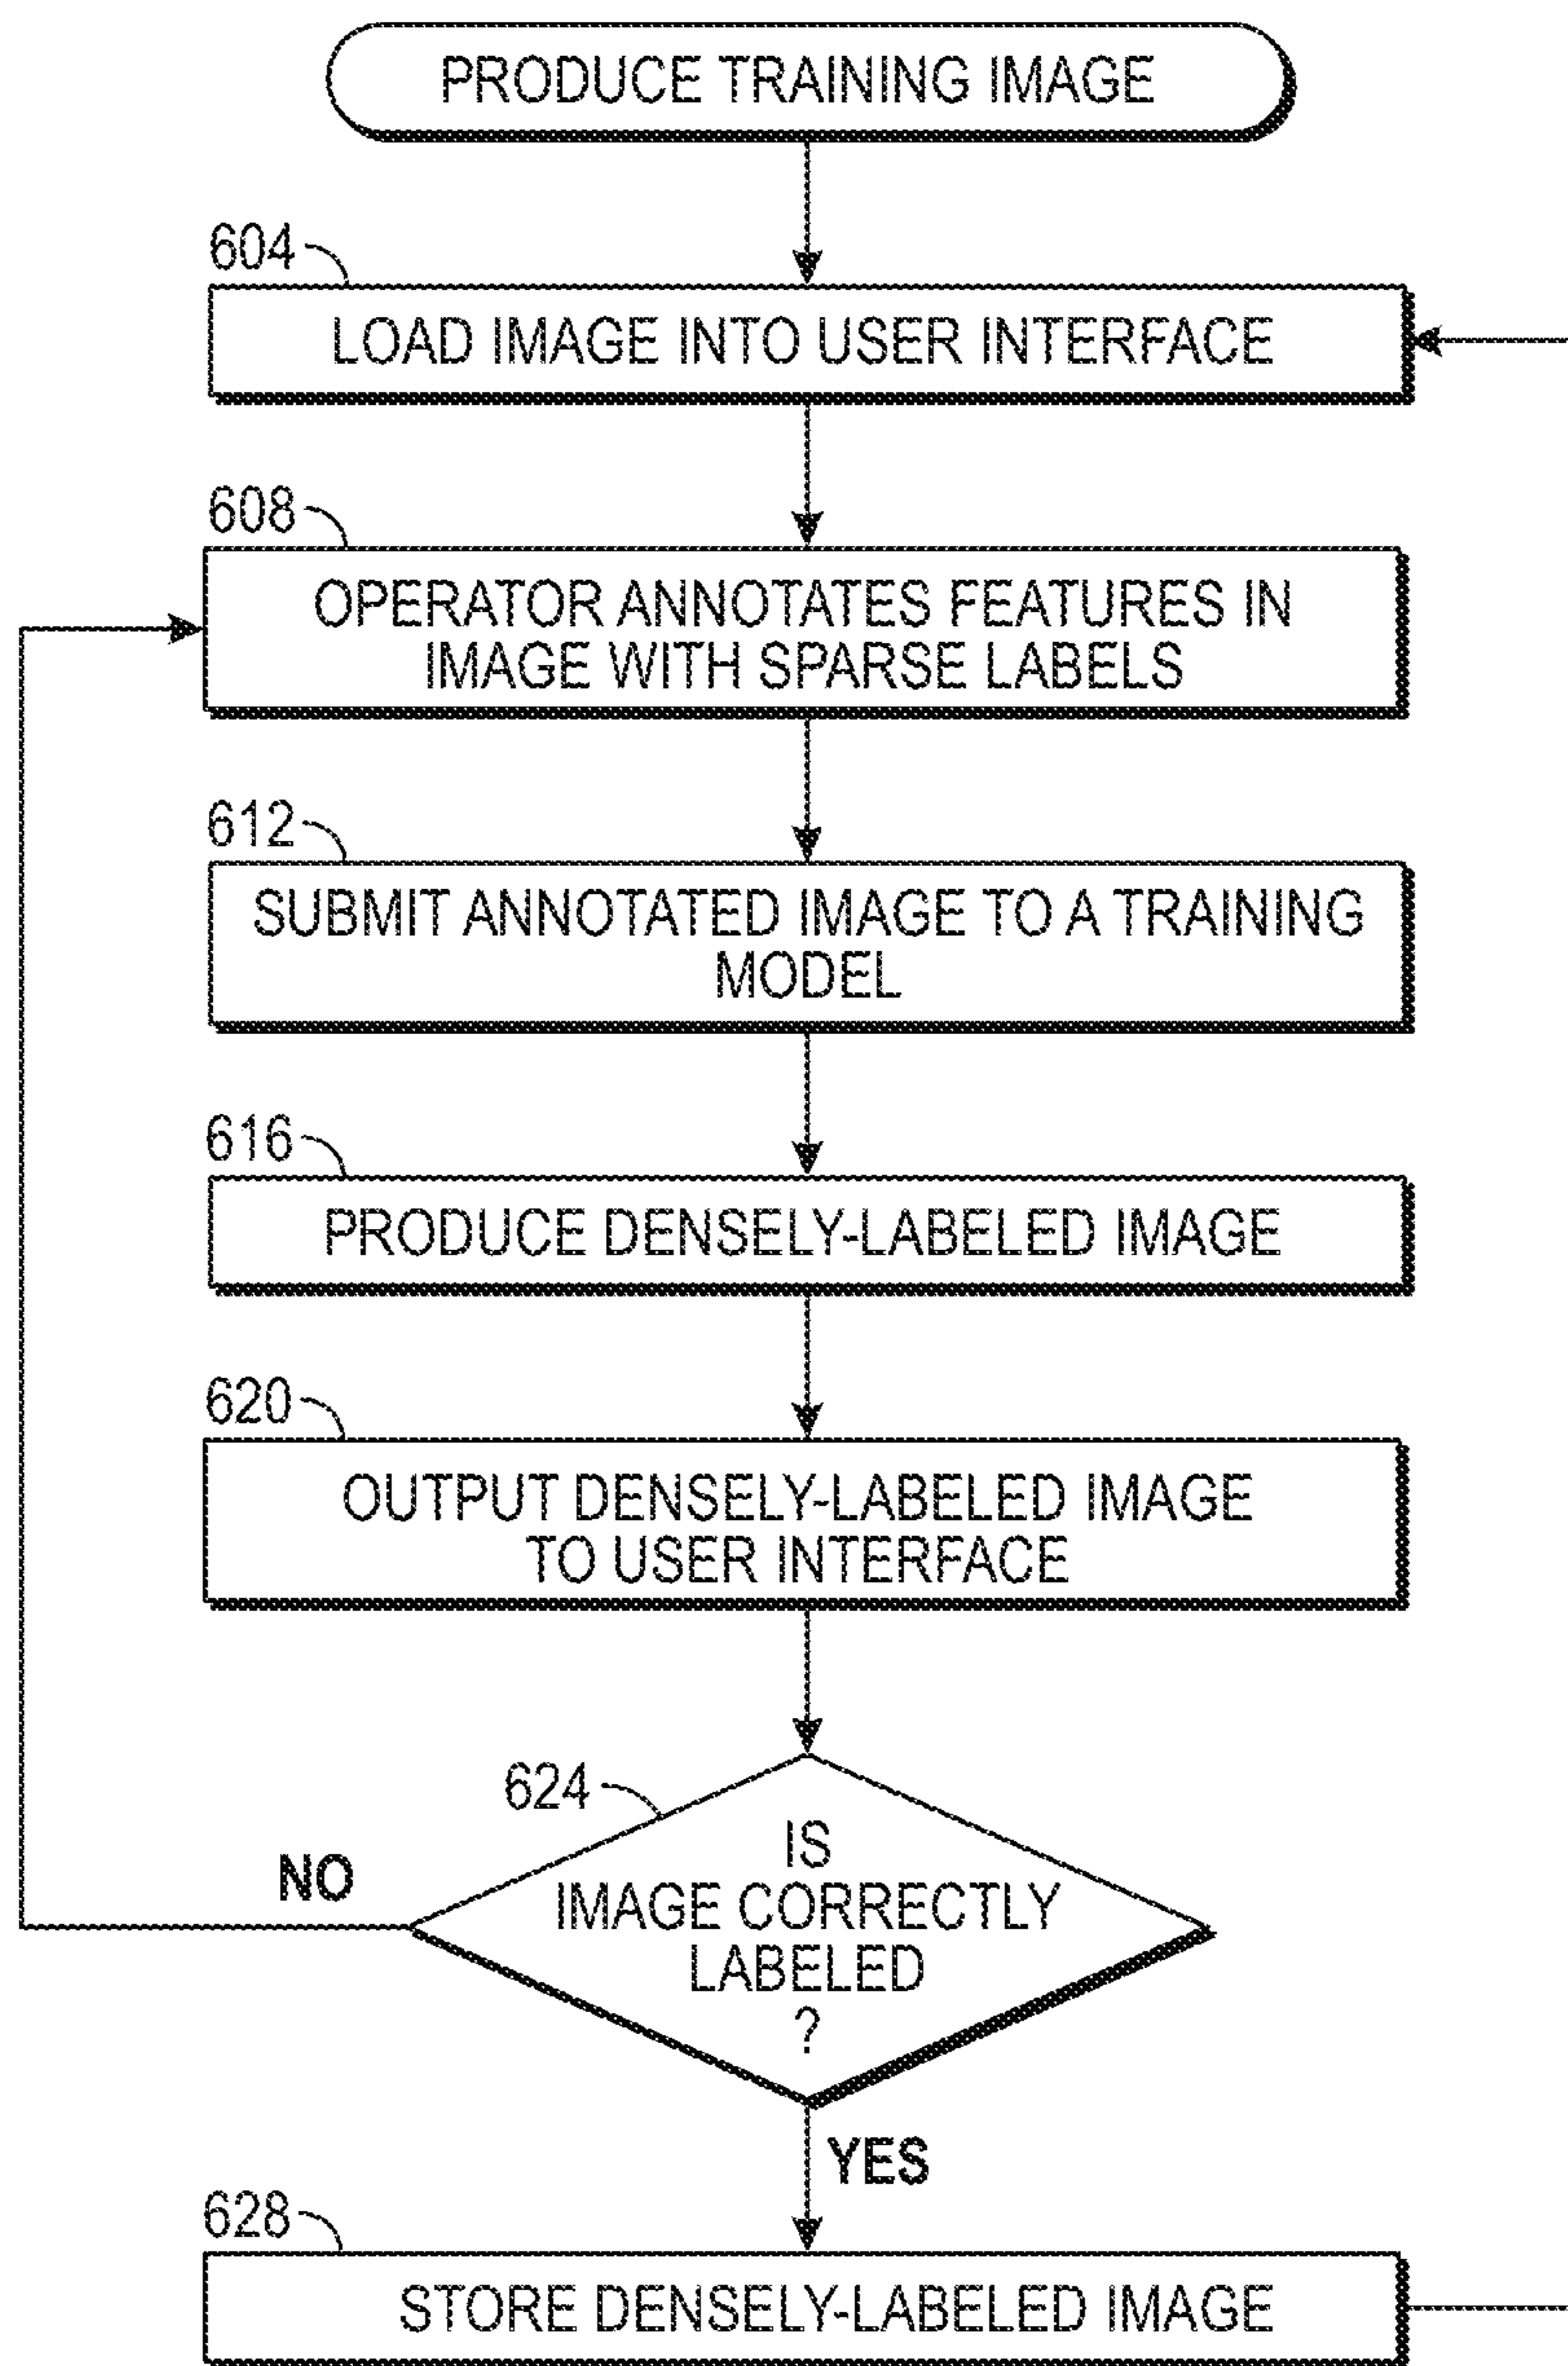 PRODUCE TRAINING IMAGE
604
LOAD IMAGE INTO USER INTERFACE
608
OPERATOR ANNOTATES FEATURES IN
IMAGE WITH SPARSE LABELS
612
SUBMIT ANNOTATED IMAGE TO A TRAINING
MODEL
616
PRODUCE DENSELY-LABELED IMAGE
620
OUTPUT DENSELY-LABELED IMAGE
TO USER INTERFACE
624
IS
IMAGE CORRECTLY
LABELED
?
NO
YES
628
STORE DENSELY-LABELED IMAGE